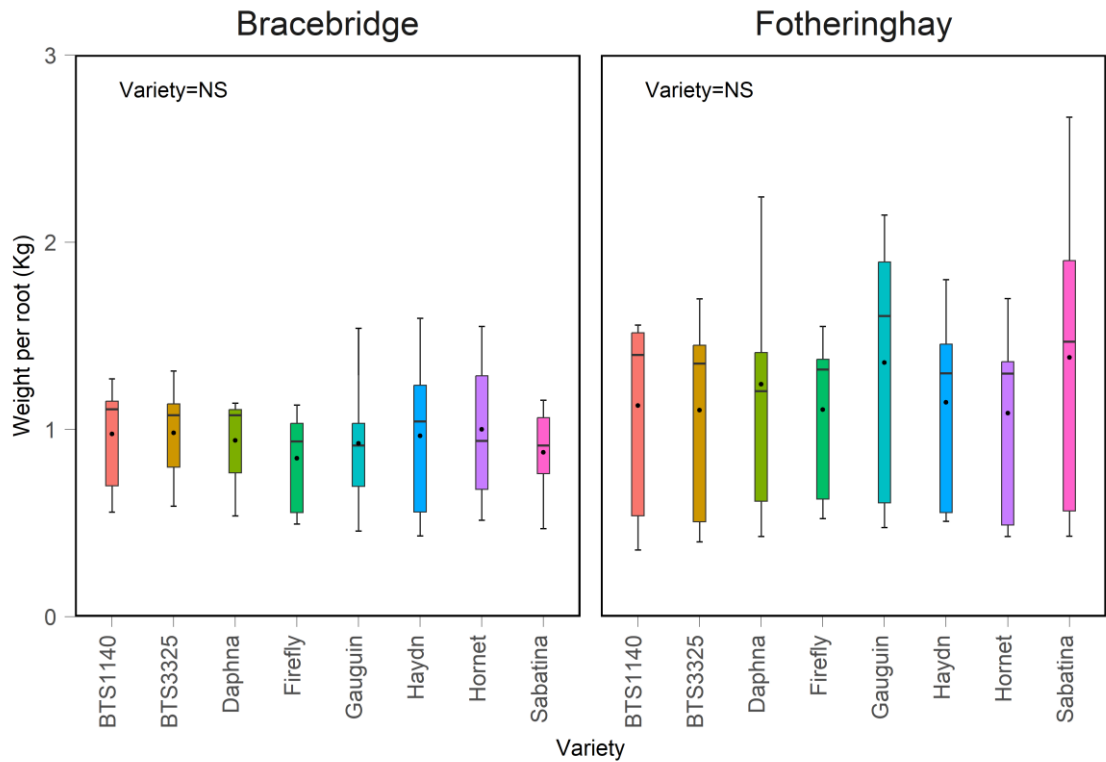 Bracebridge
Fotheringhay
Variety=NS
Variety=NS
Weight per root (Kg)
3
2
1
0
BTS1140
BTS3325
Daphna
Firefly
Gauguin
Haydn
Hornet
Sabatina
BTS1140
BTS3325
Daphna
Firefly
Gauguin
Haydn
Hornet
Sabatina
Variety